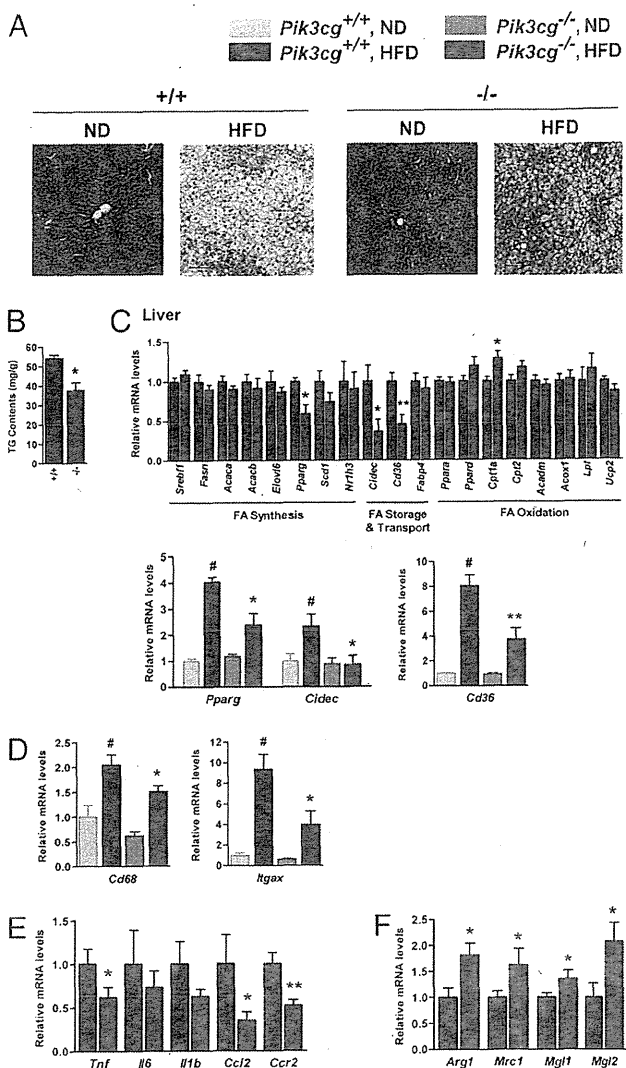 A
Pik3cg+/+, ND Pik3cg-/-, ND
Pik3cg+/+, HFD Pik3cg-/-, HFD
+/+ -/-
ND HFD ND HFD
B
TG Contents (mg/g)
60
50
40
30
20
10
0
*
+/+ -/-
C Liver
Relative mRNA levels
1.5
1.0
0.5
0.0
* * ** *
Srebf1 Fasn Acaca Acacb Elovl6 Pparg Scd1 Nr1h3 Cidec Cd36 Fabp4 Ppara Ppard Cpt1a Cpt2 Acadm Acox1 Lpl Ucp2
FA Synthesis FA Storage & Transport FA Oxidation
Relative mRNA levels
5
4
3
2
1
0
# * # *
Pparg Cidec
Relative mRNA levels
10
8
6
4
2
0
# **
Cd36
D
Relative mRNA levels
2.5
2.0
1.5
1.0
0.5
0.0
# *
Cd68
Relative mRNA levels
12
10
8
6
4
2
0
# *
Itgax
E
Relative mRNA levels
1.5
1.0
0.5
0.0
* * **
Tnf Il6 Il1b Ccl2 Ccr2
F
Relative mRNA levels
2.5
2.0
1.5
1.0
0.5
0.0
* * * *
Arg1 Mrc1 Mgl1 Mgl2